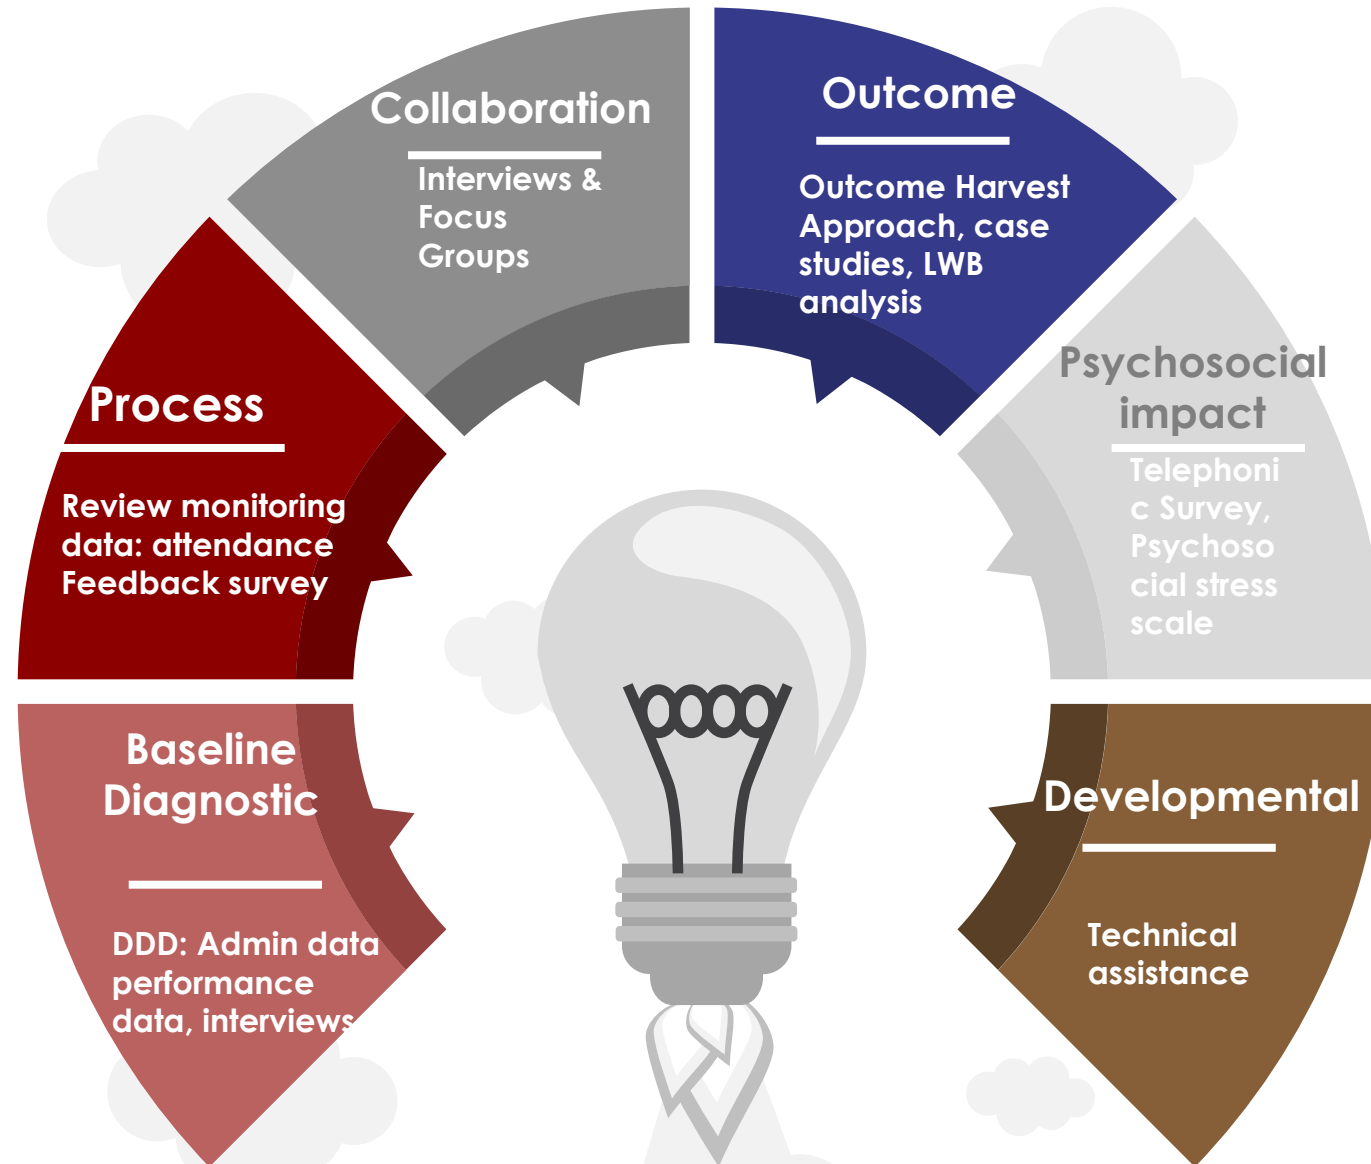 Collaboration
Interviews &
Focus
Groups
Outcome
Outcome Harvest
Approach, case
studies, LWB
analysis
Process
Review monitoring
data: attendance
Feedback survey
Psychosocial
impact
Telephoni
c Survey,
Psychoso
cial stress
scale
Baseline
Diagnostic
DDD: Admin data
performance
data, interviews
Developmental
Technical
assistance